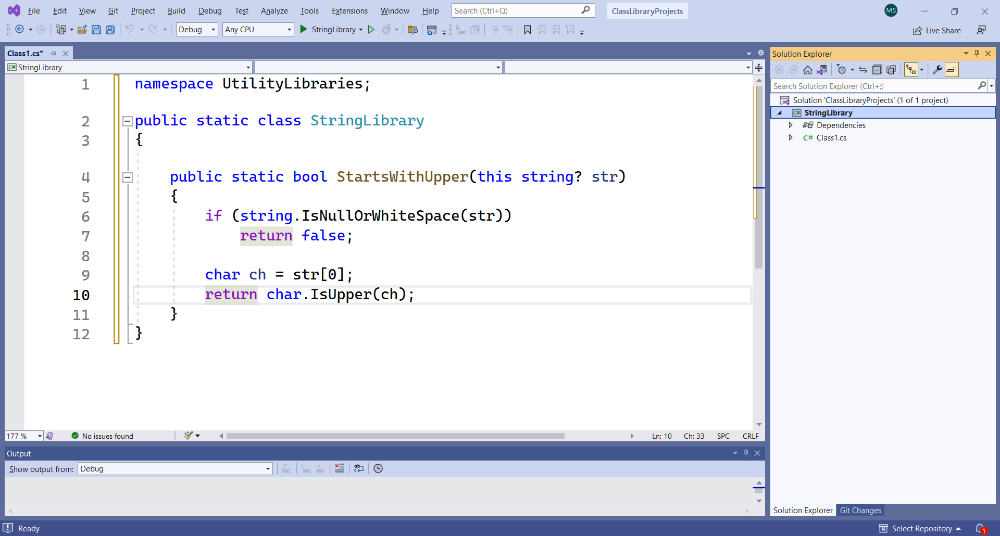 File Edit View Git Project Build Debug Test Analyze Tools Extensions Window Help Search (Ctrl+Q) ClassLibraryProjects MS
Debug Any CPU StringLibrary Live Share
Class1.cs*
C# StringLibrary
1 namespace UtilityLibraries;
2 public static class StringLibrary
3 {
4 public static bool StartsWithUpper(this string? str)
5 {
6 if (string.IsNullOrWhiteSpace(str))
7 return false;
8
9 char ch = str[0];
10 return char.IsUpper(ch);
11 }
12 }
177 % No issues found Ln: 10 Ch: 33 SPC CRLF
Output
Show output from: Debug
Solution Explorer
Search Solution Explorer (Ctrl+;)
Solution 'ClassLibraryProjects' (1 of 1 project)
C# StringLibrary
Dependencies
C# Class1.cs
Solution Explorer Git Changes
Ready Select Repository 1